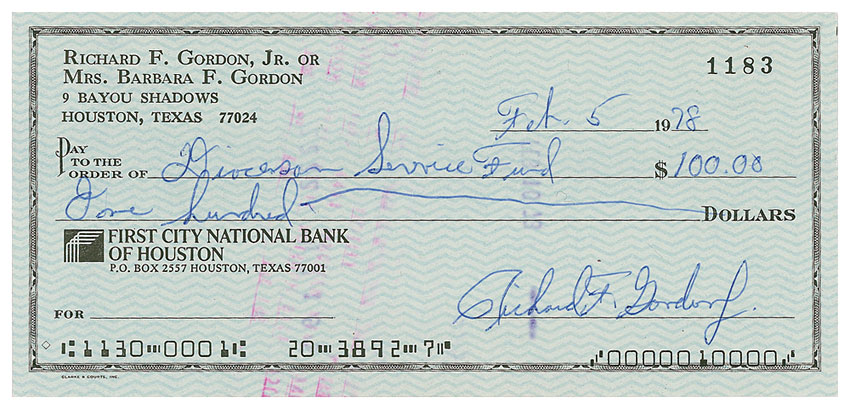 RICHARD F. GORDON, JR. OR
MRS. BARBARA F. GORDON
1183
9 BAYOU SHADOWS
HOUSTON, TEXAS 77024
Feb. 5 1978
PAY TO THE ORDER OF Diocesan Service Fund $100.00
One hundred DOLLARS
FIRST CITY NATIONAL BANK
OF HOUSTON
P.O. BOX 2557 HOUSTON, TEXAS 77001
Richard F. Gordon Jr.
FOR
⑆1130⑉0001⑆ 20⑉3892⑉7⑈ ⑇0000010000⑇
CLARKE & COURTS, INC.